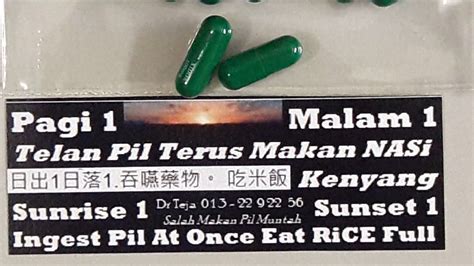 Pagi 1 Malam 1
Telan Pil Terus Makan NASi
日出1日落1.吞嚥藥物。 吃米飯 Kenyang
Sunrise 1 Dr Teja 013-22 922 56 Sunset 1
Salah Makan Pil Muntah
Ingest Pil At Once Eat RiCE Full